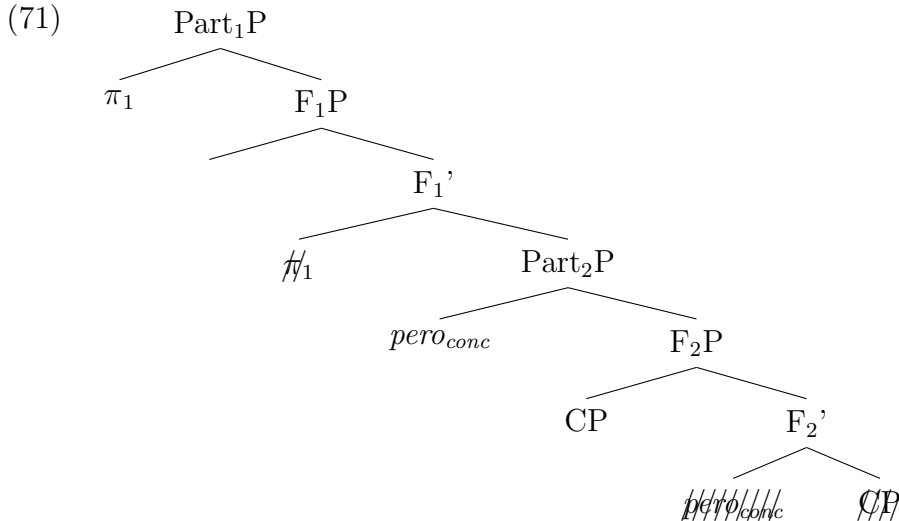 (71) Part₁P
π₁ F₁P
F₁’
π₁ Part₂P
pero_conc F₂P
CP F₂’
pero_conc CP